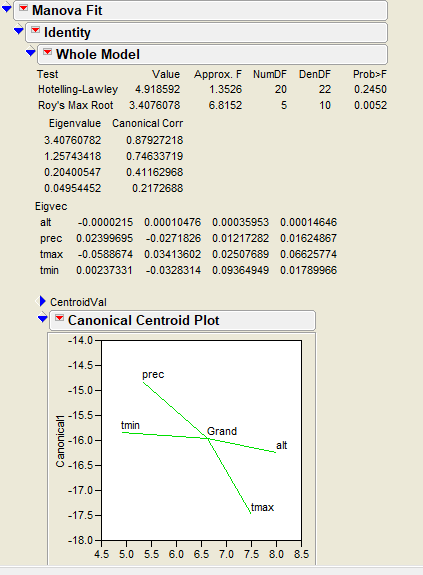 Manova Fit
Identity
Whole Model
Test Value Approx. F NumDF DenDF Prob>F
Hotelling-Lawley 4.918592 1.3526 20 22 0.2450
Roy's Max Root 3.4076078 6.8152 5 10 0.0052
Eigenvalue Canonical Corr
3.40760782 0.87927218
1.25743418 0.74633719
0.20400547 0.41162968
0.04954452 0.2172688
Eigvec
alt -0.0000215 0.00010476 0.00035953 0.00014646
prec 0.02399695 -0.0271826 0.01217282 0.01624867
tmax -0.0588674 0.03413602 0.02507689 0.06625774
tmin 0.00237331 -0.0328314 0.09364949 0.01789966
CentroidVal
Canonical Centroid Plot
-14.0
-14.5
prec
-15.0
-15.5
tmin
Grand
-16.0
alt
Canonical1
-16.5
-17.0
-17.5
tmax
-18.0
4.5 5.0 5.5 6.0 6.5 7.0 7.5 8.0 8.5